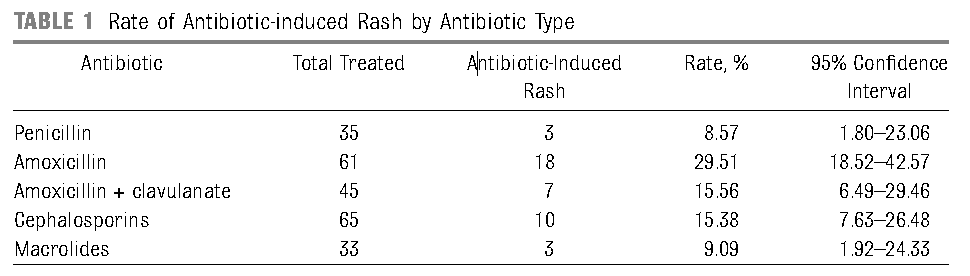 TABLE 1 Rate of Antibiotic-induced Rash by Antibiotic Type
Antibiotic Total Treated Antibiotic-Induced Rate, % 95% Confidence
Rash Interval
Penicillin 35 3 8.57 1.80–23.06
Amoxicillin 61 18 29.51 18.52–42.57
Amoxicillin + clavulanate 45 7 15.56 6.49–29.46
Cephalosporins 65 10 15.38 7.63–26.48
Macrolides 33 3 9.09 1.92–24.33